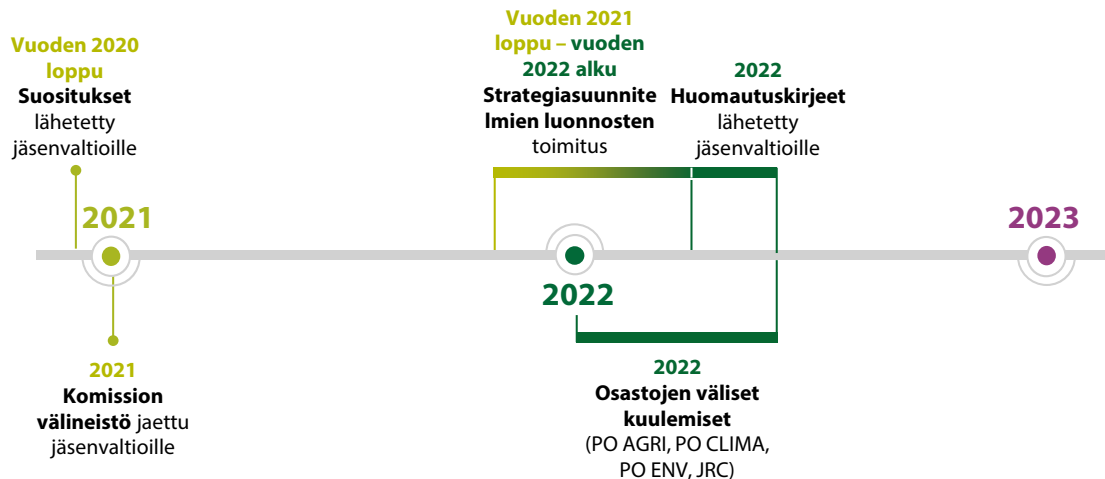 Vuoden 2020
loppu
Suositukset
lähetetty
jäsenvaltioille
Vuoden 2021
loppu – vuoden
2022 alku
Strategiasuunnite
lmien luonnosten
toimitus
2022
Huomautuskirjeet
lähetetty
jäsenvaltioille
2021
2022
2023
2021
Komission
välineistö jaettu
jäsenvaltioille
2022
Osastojen väliset
kuulemiset
(PO AGRI, PO CLIMA,
PO ENV, JRC)